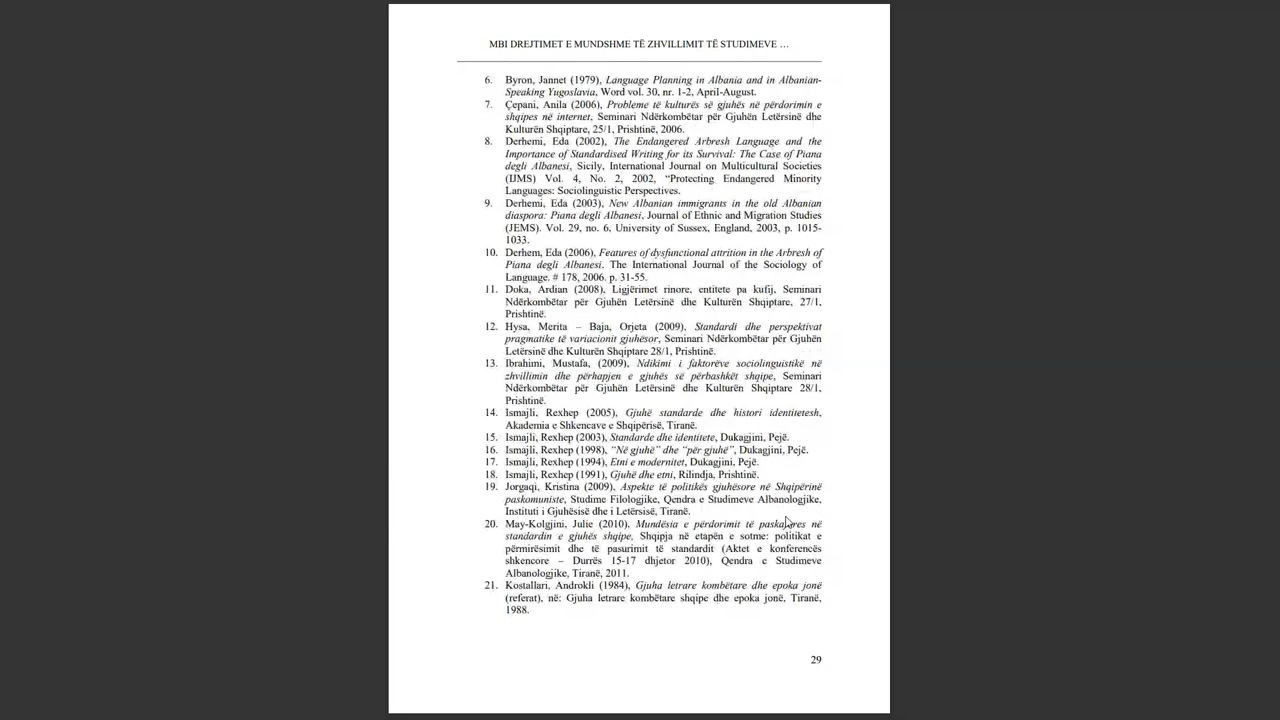 MBI DREJTIMET E MUNDSHME TË ZHVILLIMIT TË STUDIMEVE …
6. Byron, Jannet (1979), Language Planning in Albania and in Albanian-
Speaking Yugoslavia, Word vol. 30, nr. 1-2, April-August.
7. Çepani, Anila (2006), Probleme të kulturës së gjuhës në përdorimin e
shqipes në internet, Seminari Ndërkombëtar për Gjuhën Letërsinë dhe
Kulturën Shqiptare, 25/1, Prishtinë, 2006.
8. Derhemi, Eda (2002), The Endangered Arbresh Language and the
Importance of Standardised Writing for its Survival: The Case of Piana
degli Albanesi, Sicily, International Journal on Multicultural Societies
(IJMS) Vol. 4, No. 2, 2002, “Protecting Endangered Minority
Languages: Sociolinguistic Perspectives.
9. Derhemi, Eda (2003), New Albanian immigrants in the old Albanian
diaspora: Piana degli Albanesi, Journal of Ethnic and Migration Studies
(JEMS). Vol. 29, no. 6, University of Sussex, England, 2003, p. 1015-
1033.
10. Derhem, Eda (2006), Features of dysfunctional attrition in the Arbresh of
Piana degli Albanesi. The International Journal of the Sociology of
Language. # 178, 2006. p. 31-55.
11. Doka, Ardian (2008), Ligjërimet rinore, entitete pa kufij, Seminari
Ndërkombëtar për Gjuhën Letërsinë dhe Kulturën Shqiptare, 27/1,
Prishtinë.
12. Hysa, Merita – Baja, Orjeta (2009), Standardi dhe perspektivat
pragmatike të variacionit gjuhësor, Seminari Ndërkombëtar për Gjuhën
Letërsinë dhe Kulturën Shqiptare 28/1, Prishtinë.
13. Ibrahimi, Mustafa, (2009), Ndikimi i faktorëve sociolinguistikë në
zhvillimin dhe përhapjen e gjuhës së përbashkët shqipe, Seminari
Ndërkombëtar për Gjuhën Letërsinë dhe Kulturën Shqiptare 28/1,
Prishtinë.
14. Ismajli, Rexhep (2005), Gjuhë standarde dhe histori identitetesh,
Akademia e Shkencave e Shqipërisë, Tiranë.
15. Ismajli, Rexhep (2003), Standarde dhe identitete, Dukagjini, Pejë.
16. Ismajli, Rexhep (1998), “Në gjuhë” dhe “për gjuhë”, Dukagjini, Pejë.
17. Ismajli, Rexhep (1994), Etni e modernitet, Dukagjini, Pejë.
18. Ismajli, Rexhep (1991), Gjuhë dhe etni, Rilindja, Prishtinë.
19. Jorgaqi, Kristina (2009), Aspekte të politikës gjuhësore në Shqipërinë
paskomuniste, Studime Filologjike, Qendra e Studimeve Albanologjike,
Instituti i Gjuhësisë dhe i Letërsisë, Tiranë.
20. May-Kolgjini, Julie (2010), Mundësia e përdorimit të paskajores në
standardin e gjuhës shqipe, Shqipja në etapën e sotme: politikat e
përmirësimit dhe të pasurimit të standardit (Aktet e konferencës
shkencore – Durrës 15-17 dhjetor 2010), Qendra e Studimeve
Albanologjike, Tiranë, 2011.
21. Kostallari, Androkli (1984), Gjuha letrare kombëtare dhe epoka jonë
(referat), në: Gjuha letrare kombëtare shqipe dhe epoka jonë, Tiranë,
1988.
29